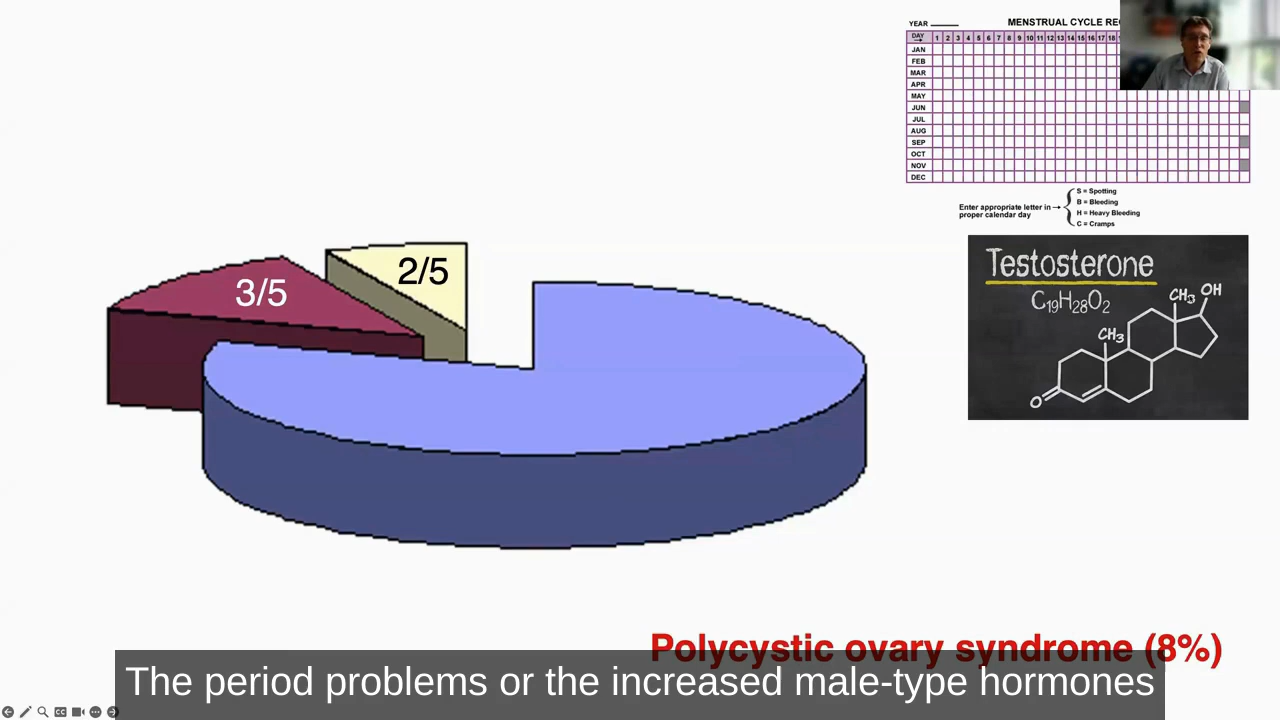 YEAR
MENSTRUAL CYCLE
DAY 1 2 3 4 5 6 7 8 9 10 11 12 13 14 15 16 17 18
JAN
FEB
MAR
APR
MAY
JUN
JUL
AUG
SEP
OCT
NOV
DEC
Enter appropriate letter in →
proper calendar day
S = Spotting
B = Bleeding
H = Heavy Bleeding
C = Cramps
3/5
2/5
Testosterone
C19H28O2
CH3
OH
CH3
O
Polycystic ovary syndrome (8%)
The period problems or the increased male-type hormones